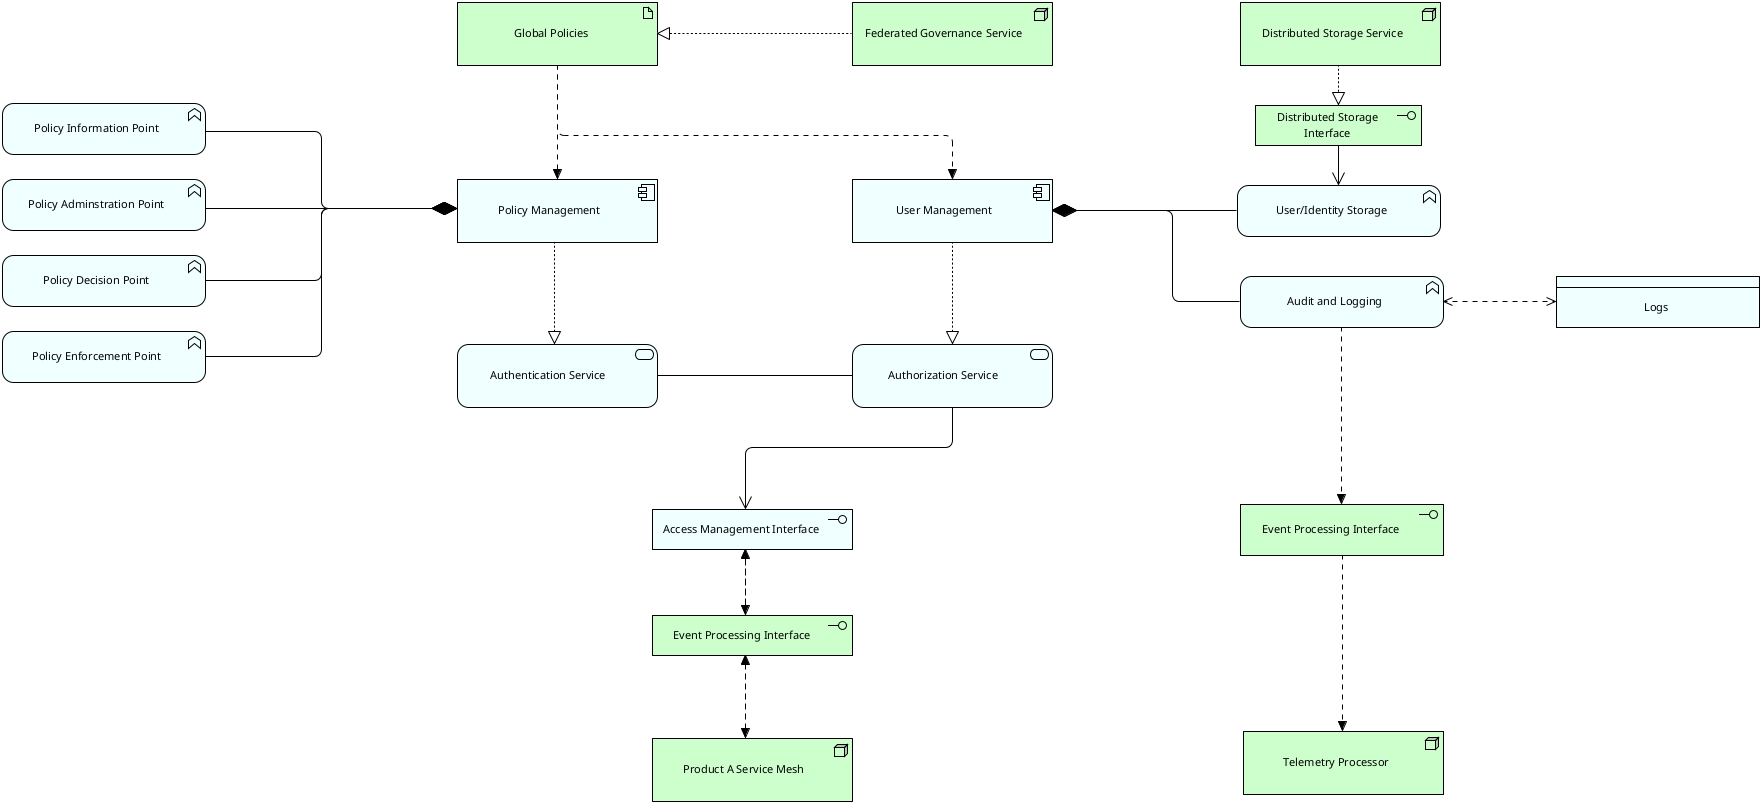 Global Policies
Federated Governance Service
Distributed Storage Service
Policy Information Point
Distributed Storage
Interface
Policy Adminstration Point
Policy Management
User Management
User/Identity Storage
Policy Decision Point
Audit and Logging
Logs
Policy Enforcement Point
Authentication Service
Authorization Service
Access Management Interface
Event Processing Interface
Event Processing Interface
Product A Service Mesh
Telemetry Processor